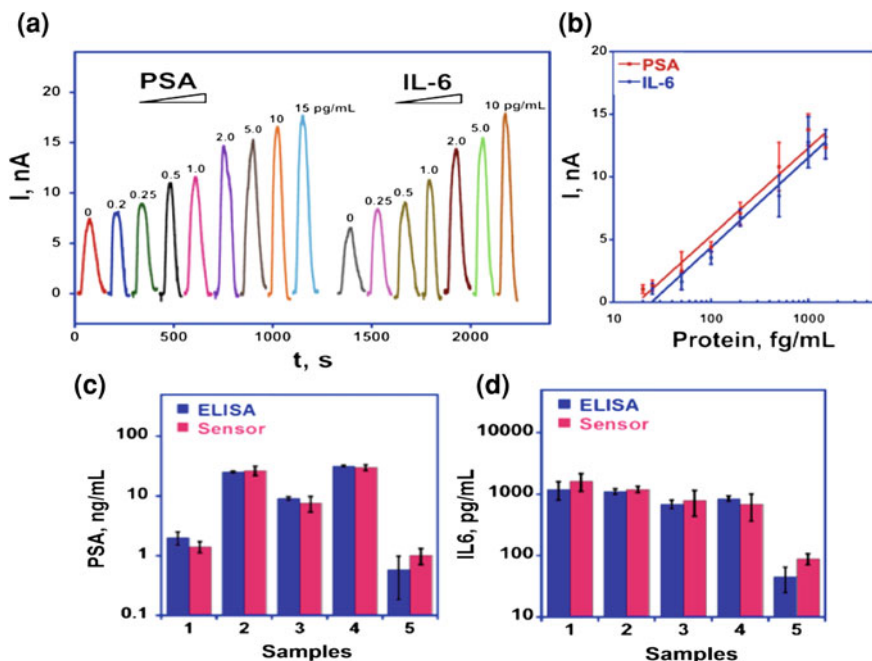 (a)
PSA
IL-6
I, nA
20
15
10
5
0
0
0.2
0.25
0.5
1.0
2.0
5.0
10
15 pg/mL
0
0.25
0.5
1.0
2.0
5.0
10 pg/mL
0 500 1000 1500 2000
t, s
(b)
PSA
IL-6
I, nA
20
15
10
5
0
10 100 1000
Protein, fg/mL
(c)
ELISA
Sensor
PSA, ng/mL
100
10
1
0.1
1 2 3 4 5
Samples
(d)
ELISA
Sensor
IL6, pg/mL
10000
1000
100
10
1 2 3 4 5
Samples